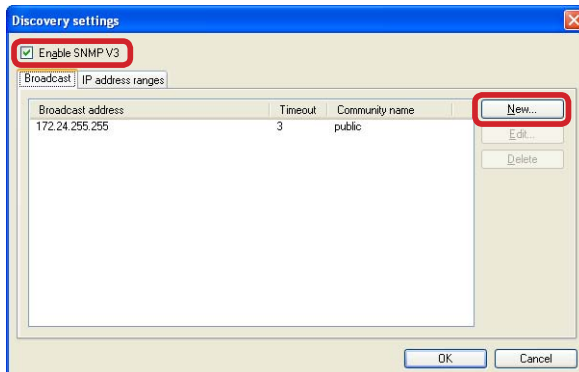 Discovery settings
Enable SNMP V3
Broadcast IP address ranges
Broadcast address Timeout Community name
172.24.255.255 3 public
New...
Edit...
Delete
OK Cancel